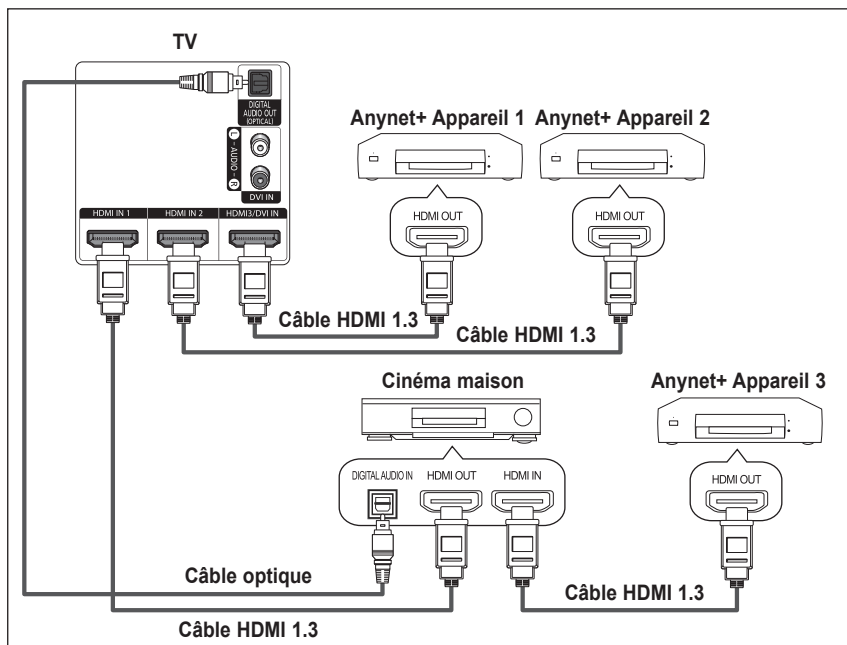 TV
DIGITAL
AUDIO OUT
(OPTICAL)
L - AUDIO - R
DVI IN
HDMI IN 1
HDMI IN 2
HDMI3/DVI IN
Anynet+ Appareil 1
Anynet+ Appareil 2
HDMI OUT
HDMI OUT
Câble HDMI 1.3
Câble HDMI 1.3
Cinéma maison
Anynet+ Appareil 3
DIGITAL AUDIO IN
HDMI OUT
HDMI IN
HDMI OUT
Câble optique
Câble HDMI 1.3
Câble HDMI 1.3